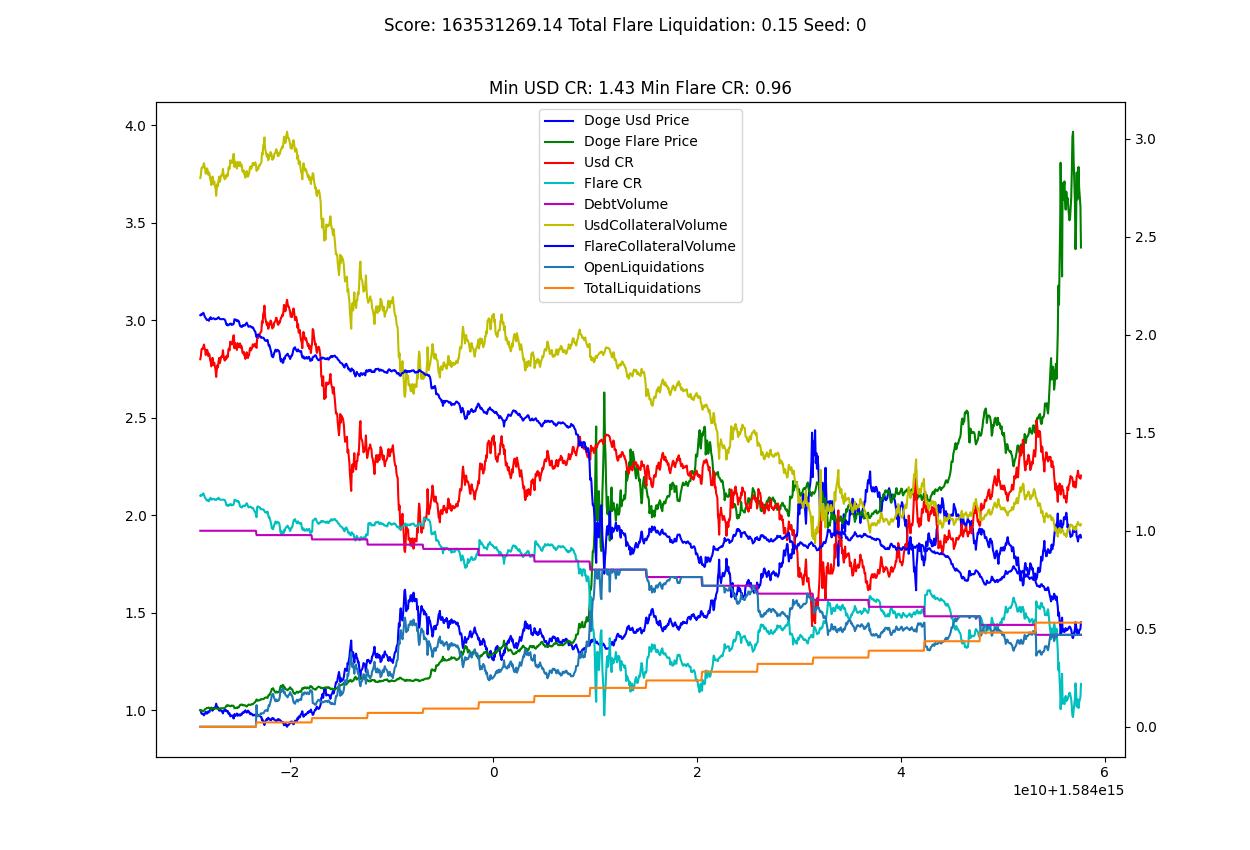 Score: 163531269.14 Total Flare Liquidation: 0.15 Seed: 0
Min USD CR: 1.43 Min Flare CR: 0.96
Doge Usd Price
Doge Flare Price
Usd CR
Flare CR
DebtVolume
UsdCollateralVolume
FlareCollateralVolume
OpenLiquidations
TotalLiquidations
4.0
3.5
3.0
2.5
2.0
1.5
1.0
3.0
2.5
2.0
1.5
1.0
0.5
0.0
−2
0
2
4
6
1e10+1.584e15